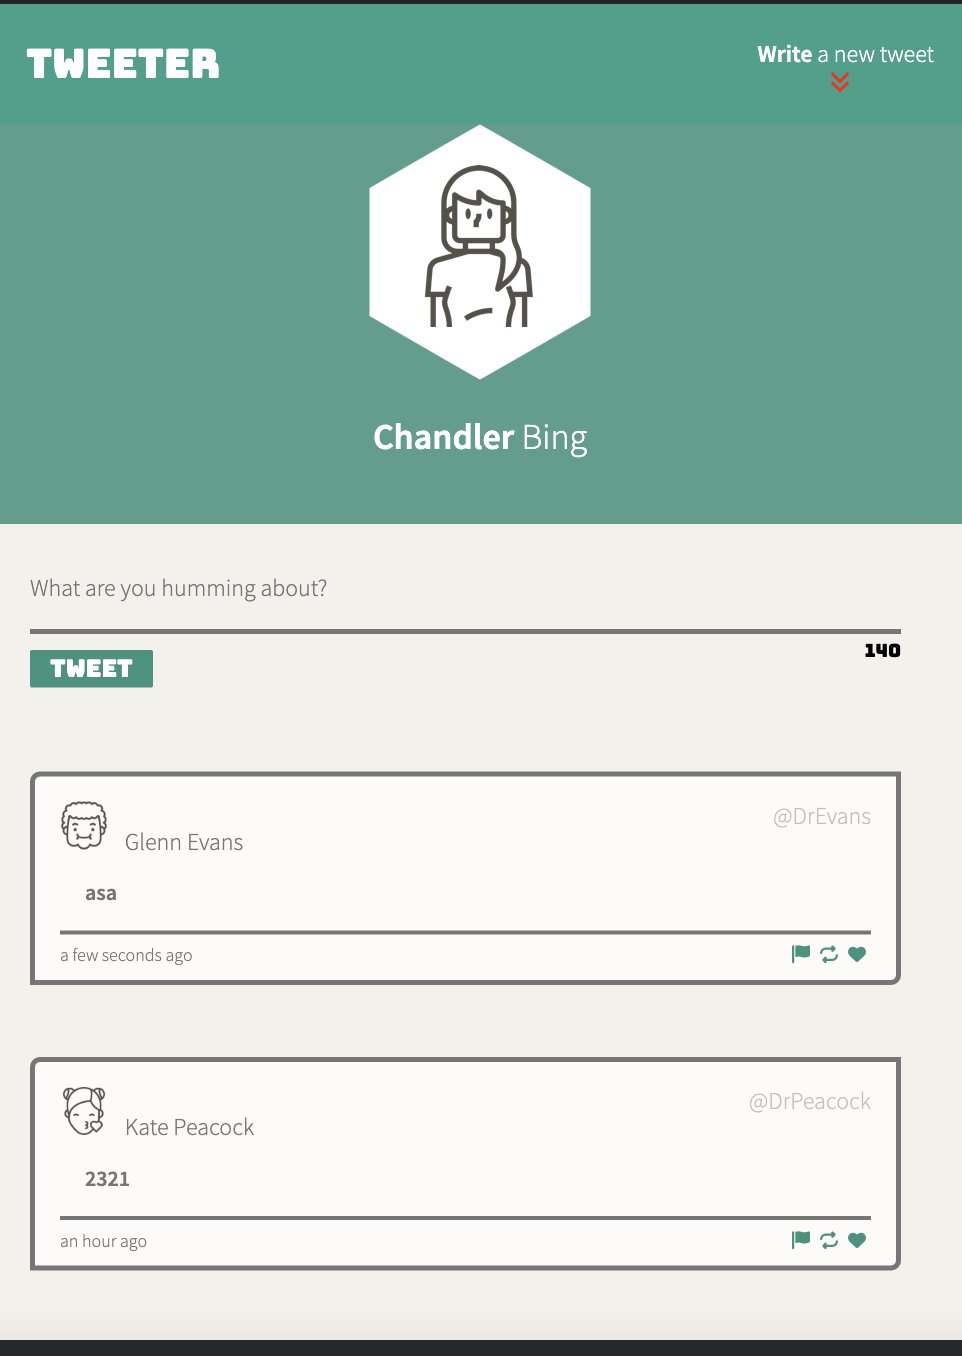 TWEETER
Write a new tweet
Chandler Bing
What are you humming about?
TWEET
140
Glenn Evans
@DrEvans
asa
a few seconds ago
Kate Peacock
@DrPeacock
2321
an hour ago